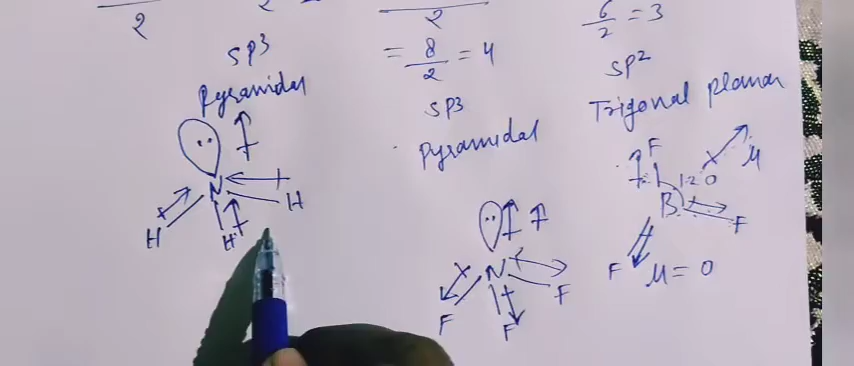 2
2
2
6/2 = 3
= 8/2 = 4
SP3
Pyramidal
SP3
Pyramidal
SP2
Trigonal planar
N
H
H
H
N
F
F
F
F
120
μ
B
F
F
μ = 0